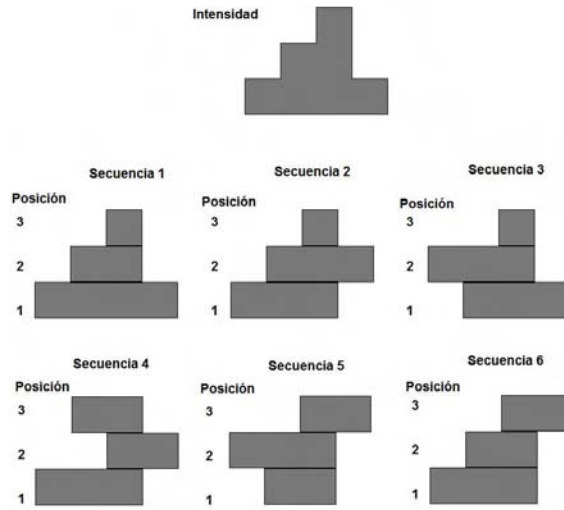 Intensidad
Secuencia 1
Secuencia 2
Secuencia 3
Posición
3
2
1
Posición
3
2
1
Posición
3
2
1
Secuencia 4
Secuencia 5
Secuencia 6
Posición
3
2
1
Posición
3
2
1
Posición
3
2
1